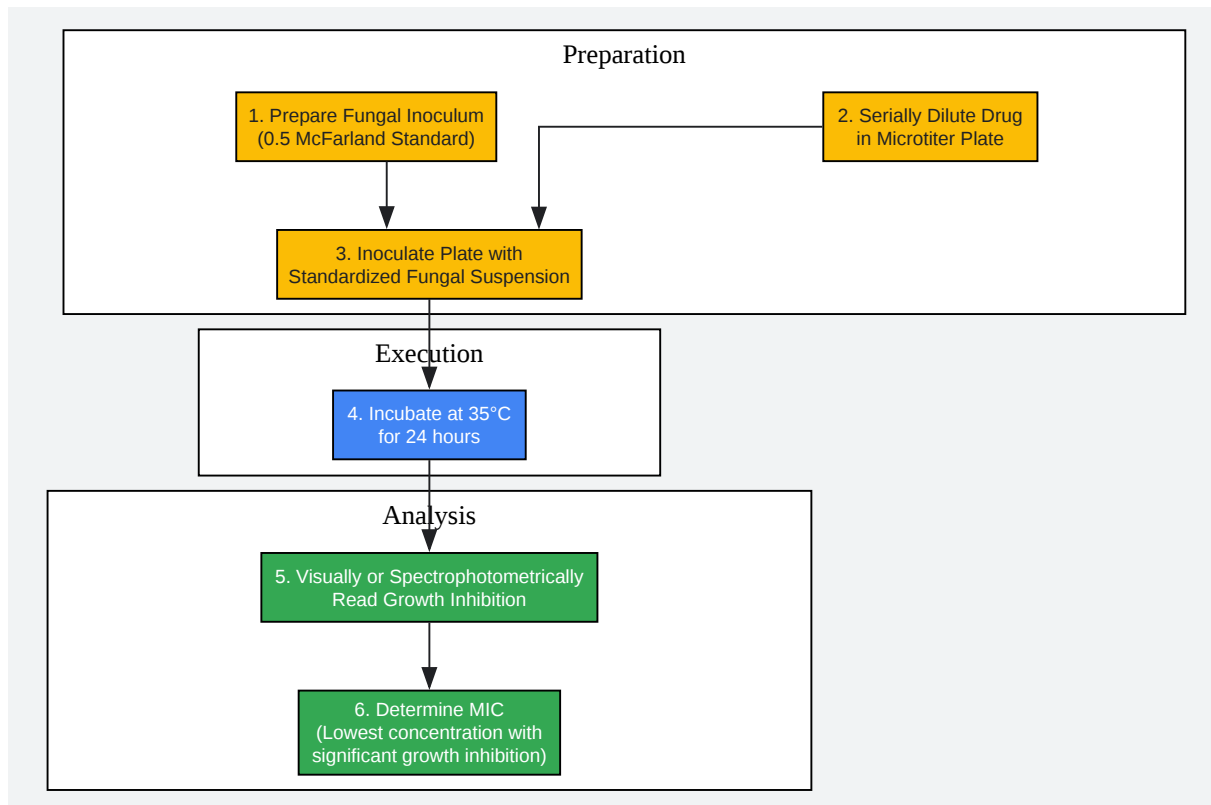 Preparation
1. Prepare Fungal Inoculum
(0.5 McFarland Standard)
2. Serially Dilute Drug
in Microtiter Plate
3. Inoculate Plate with
Standardized Fungal Suspension
Execution
4. Incubate at 35°C
for 24 hours
Analysis
5. Visually or Spectrophotometrically
Read Growth Inhibition
6. Determine MIC
(Lowest concentration with
significant growth inhibition)